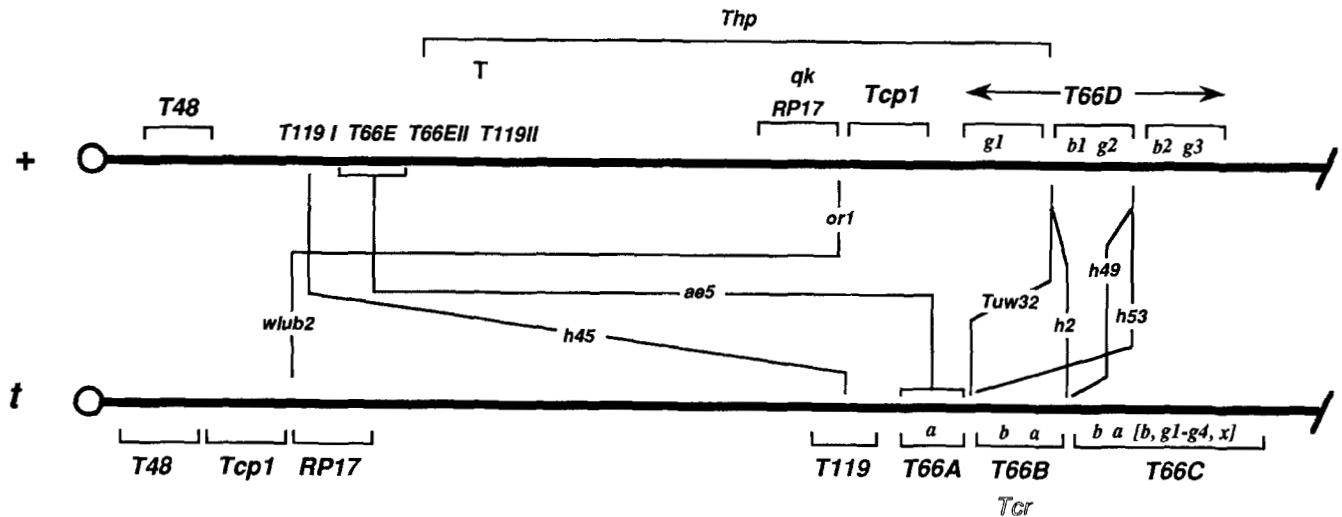 Thp
T
qk
T48
RP17
Tcp1
T66D
T119 I T66E T66EII T119II
g1 b1 g2 b2 g3
+
or1
h49
ae5
Tuw32
wlub2
h45
h2
h53
t
a b a b a [b, g1-g4, x]
T48 Tcp1 RP17 T119 T66A T66B T66C
Tcr